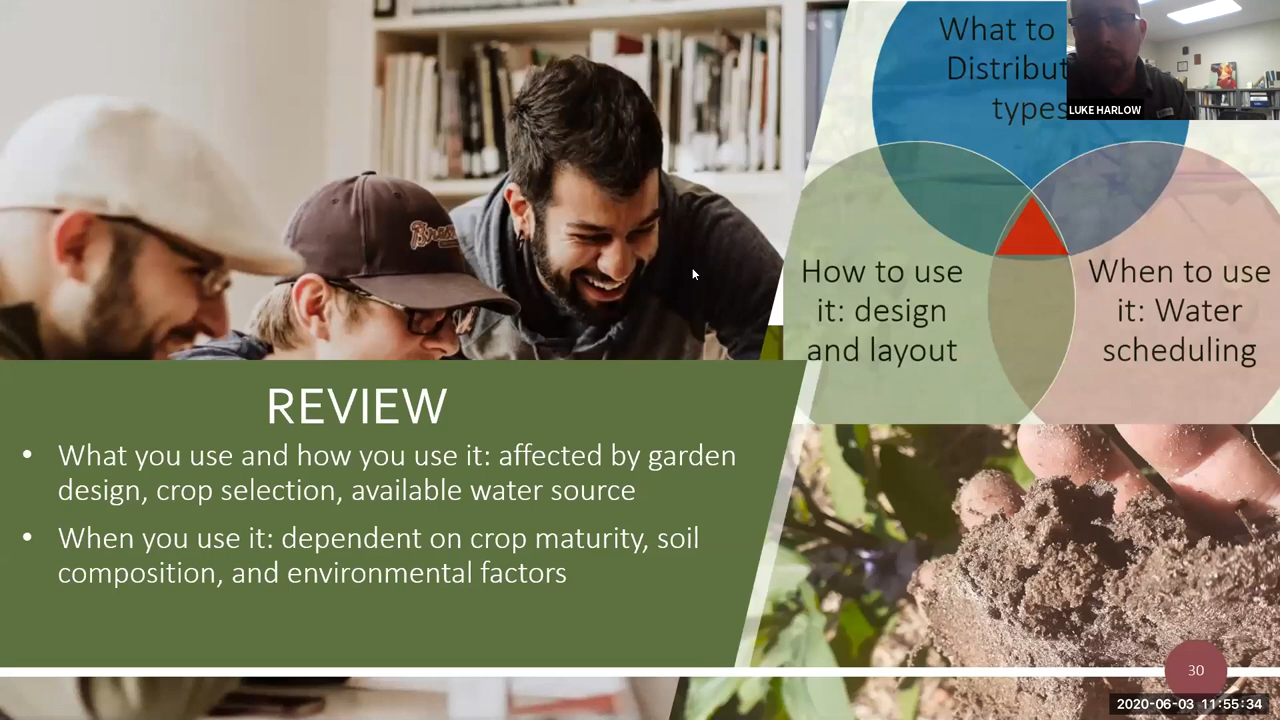 What to
Distribut
types
LUKE HARLOW
How to use
it: design
and layout
When to use
it: Water
scheduling
REVIEW
• What you use and how you use it: affected by garden
design, crop selection, available water source
• When you use it: dependent on crop maturity, soil
composition, and environmental factors
30
2020-06-03 11:55:34